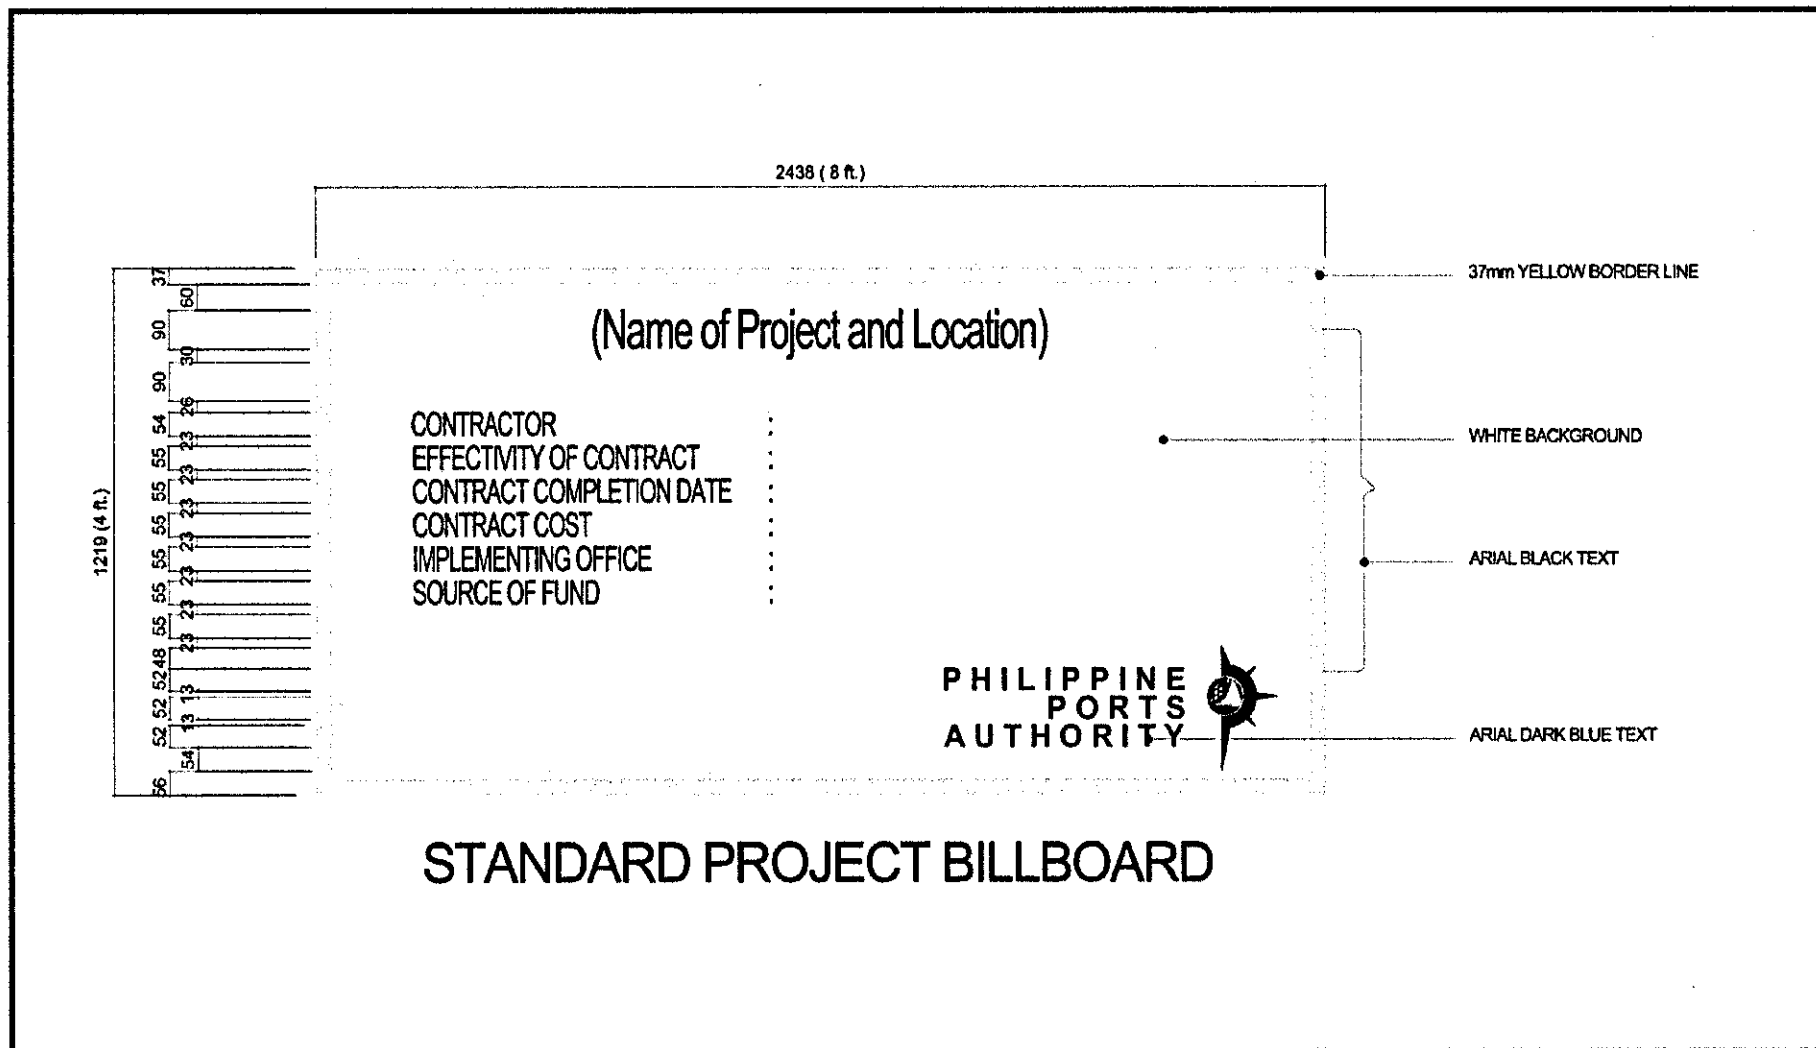 2438 ( 8 ft.)
37mm YELLOW BORDER LINE
(Name of Project and Location)
CONTRACTOR :
EFFECTIVITY OF CONTRACT :
CONTRACT COMPLETION DATE :
CONTRACT COST :
IMPLEMENTING OFFICE :
SOURCE OF FUND :
WHITE BACKGROUND
ARIAL BLACK TEXT
PHILIPPINE
PORTS
AUTHORITY
ARIAL DARK BLUE TEXT
1219 (4 ft.)
37
60
90
30
90
26
54
23
55
23
55
23
55
23
55
23
55
23
55
23
48
52
13
52
13
52
54
56
STANDARD PROJECT BILLBOARD